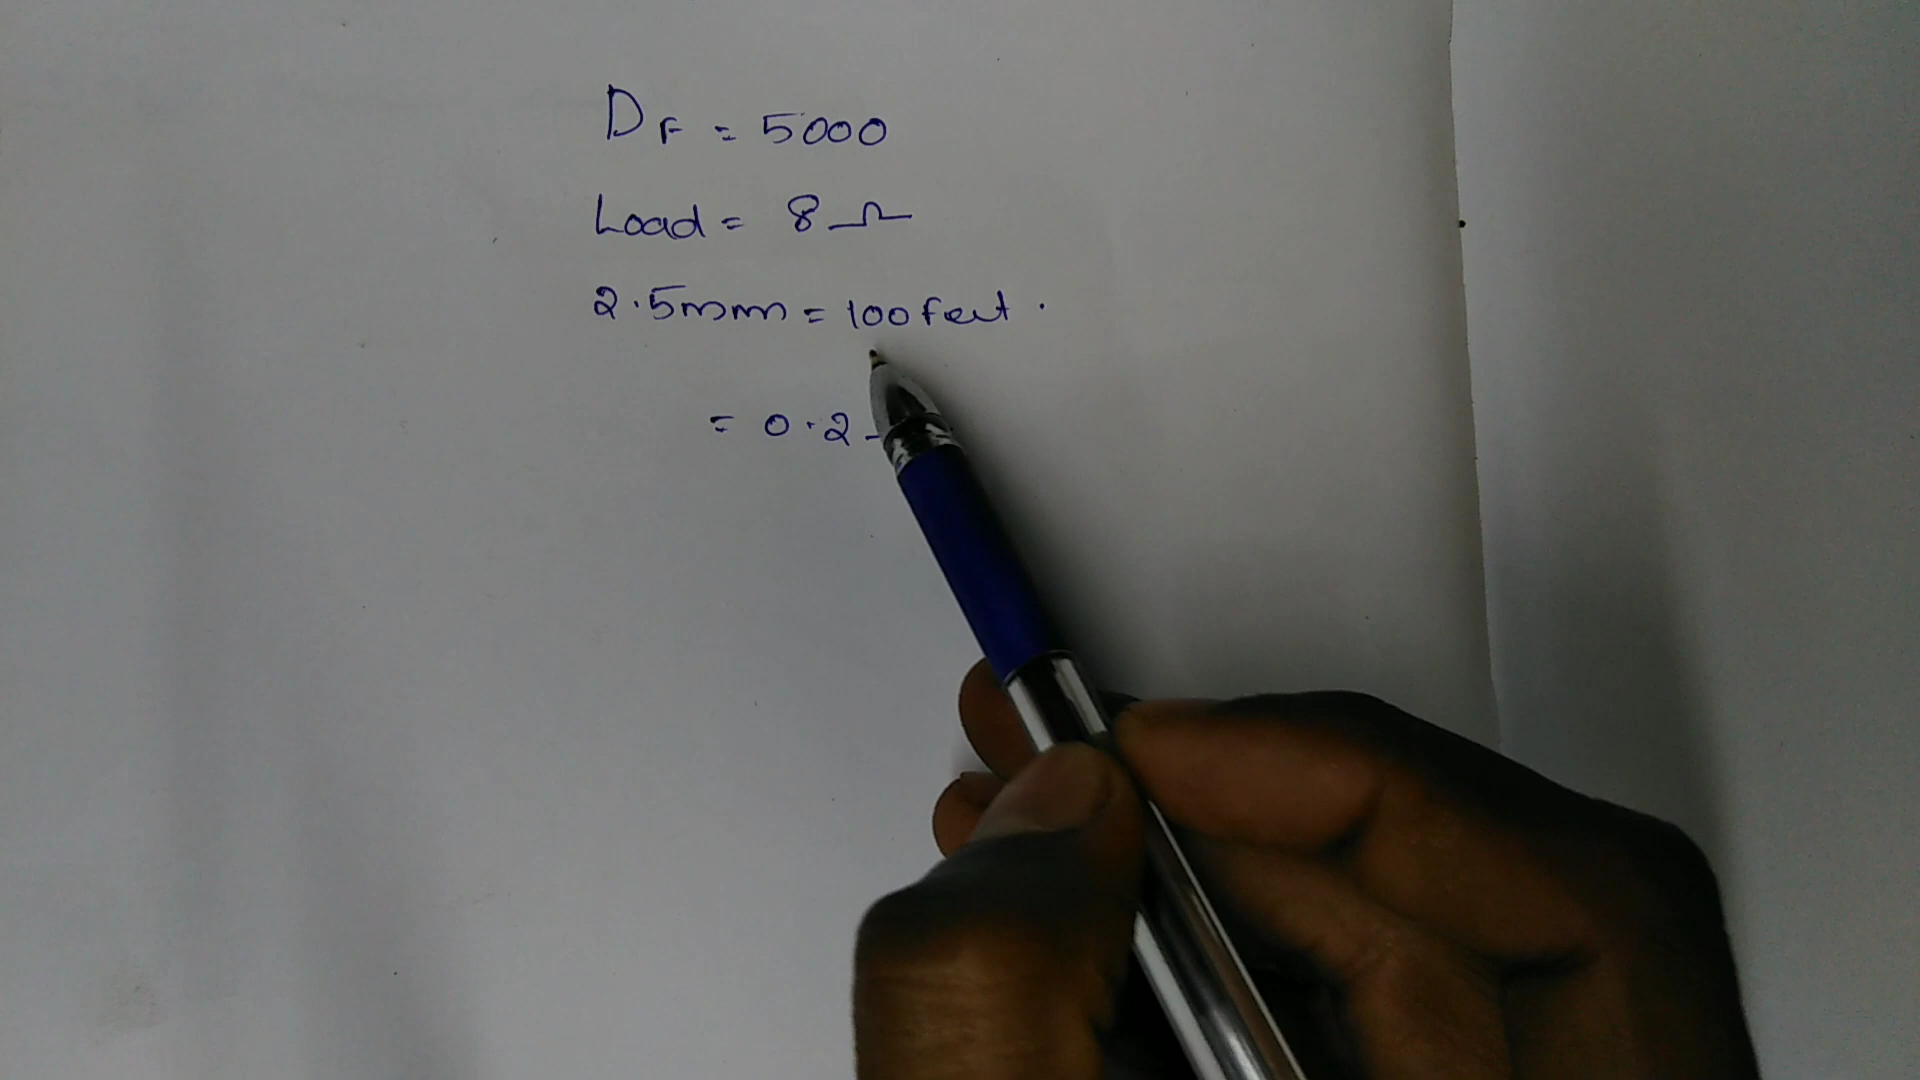 DF = 5000
Load = 8Ω
2.5mm = 100 feet.
= 0.2